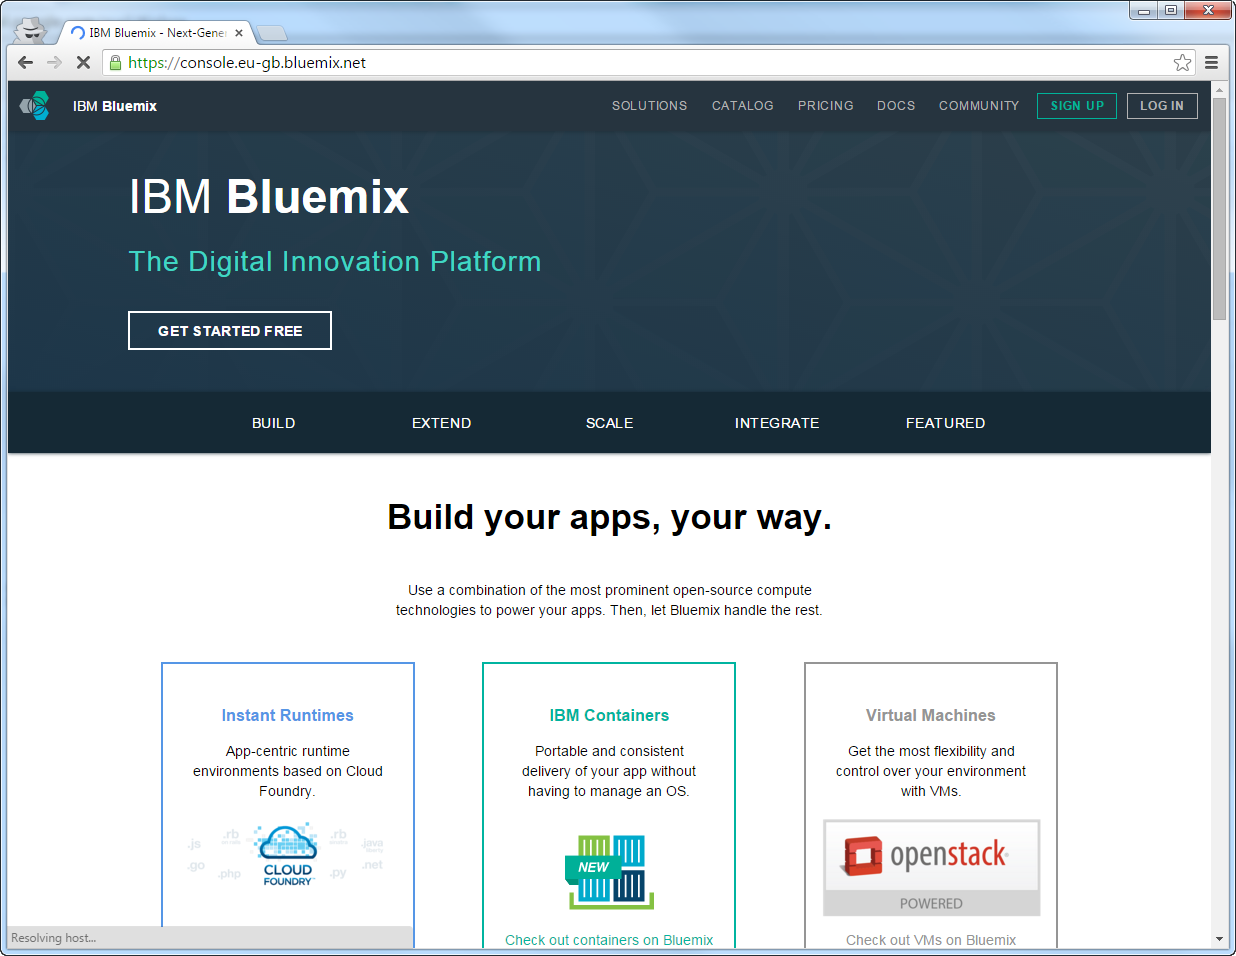 IBM Bluemix - Next-Gene
https://console.eu-gb.bluemix.net
IBM Bluemix
SOLUTIONS CATALOG PRICING DOCS COMMUNITY SIGN UP LOG IN
IBM Bluemix
The Digital Innovation Platform
GET STARTED FREE
BUILD EXTEND SCALE INTEGRATE FEATURED
Build your apps, your way.
Use a combination of the most prominent open-source compute
technologies to power your apps. Then, let Bluemix handle the rest.
Instant Runtimes
App-centric runtime
environments based on Cloud
Foundry.
.js .rb .rb .java
.go .php .py .net
CLOUD
FOUNDRY
IBM Containers
Portable and consistent
delivery of your app without
having to manage an OS.
NEW
Check out containers on Bluemix
Virtual Machines
Get the most flexibility and
control over your environment
with VMs.
openstack
POWERED
Check out VMs on Bluemix
Resolving host...